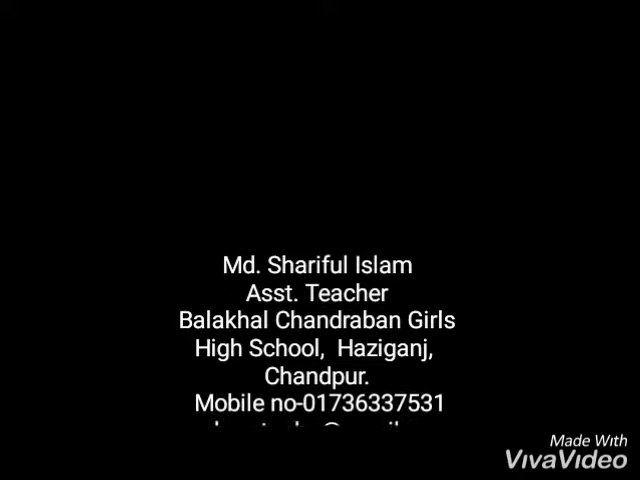 Md. Shariful Islam
Asst. Teacher
Balakhal Chandraban Girls
High School,  Haziganj,
Chandpur.
Mobile no-01736337531
Made With
VivaVideo